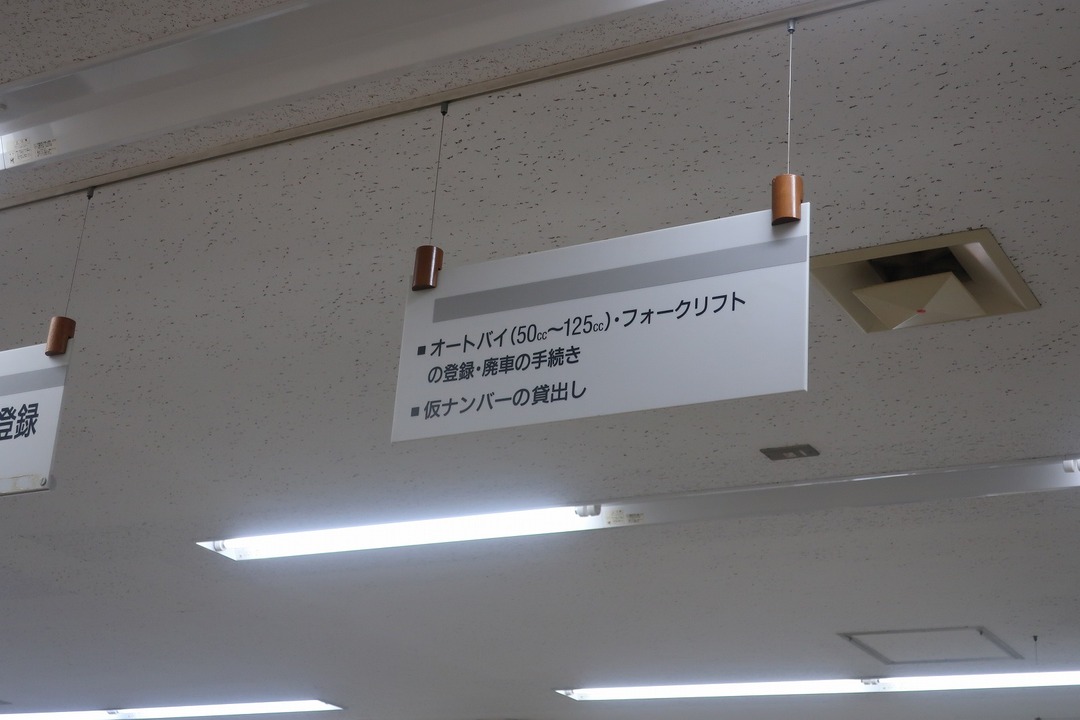 ■オートバイ(50cc〜125cc)・フォークリフト
の登録・廃車の手続き
■仮ナンバーの貸出し
登録